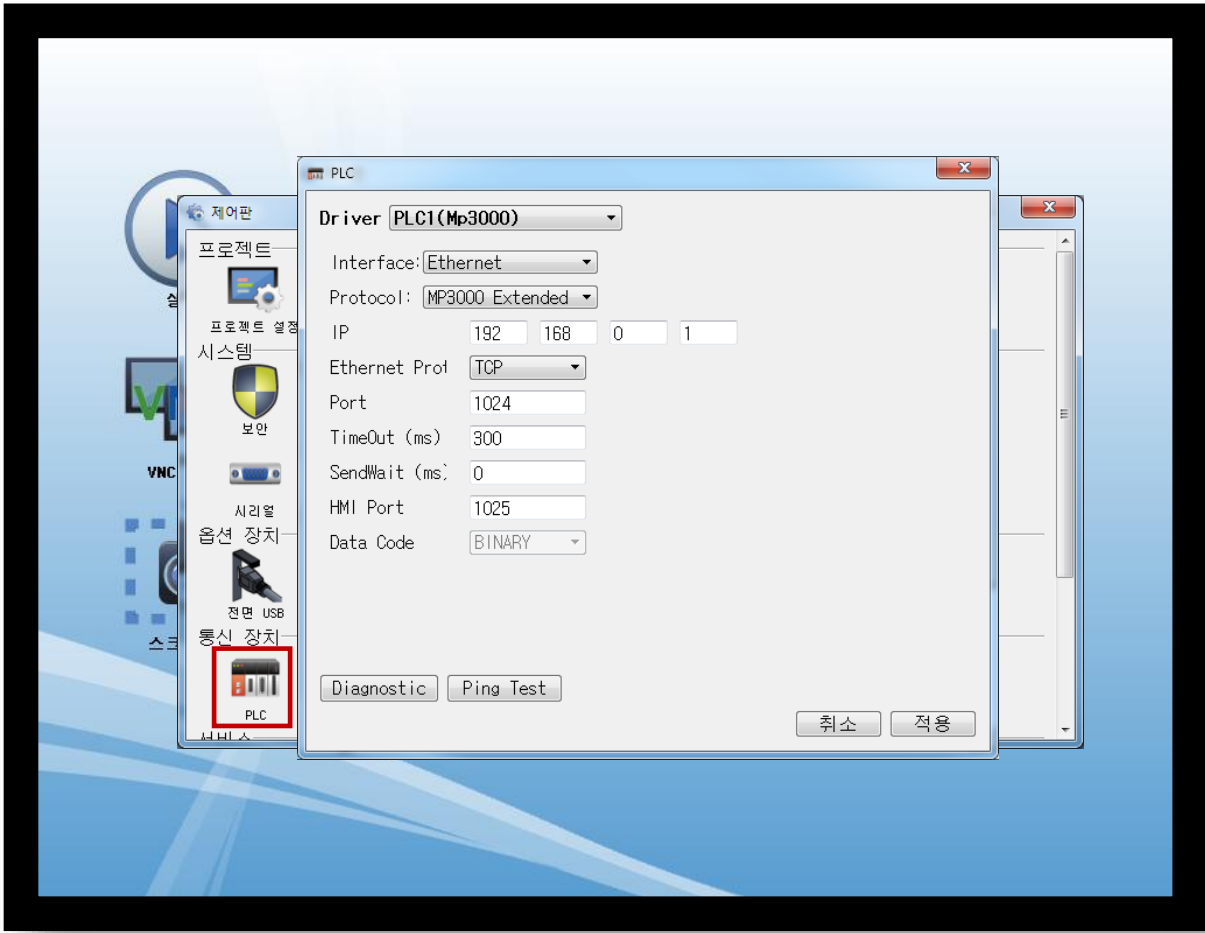 PLC
제어판
Driver PLC1(Mp3000)
프로젝트
Interface: Ethernet
Protocol: MP3000 Extended
프로젝트 설정
IP 192 168 0 1
시스템
Ethernet Prot TCP
Port 1024
보안
TimeOut (ms) 300
VNC
SendWait (ms) 0
시리얼
HMI Port 1025
옵션 장치
Data Code BINARY
전면 USB
통신 장치
Diagnostic Ping Test
PLC
취소 적용
서비스